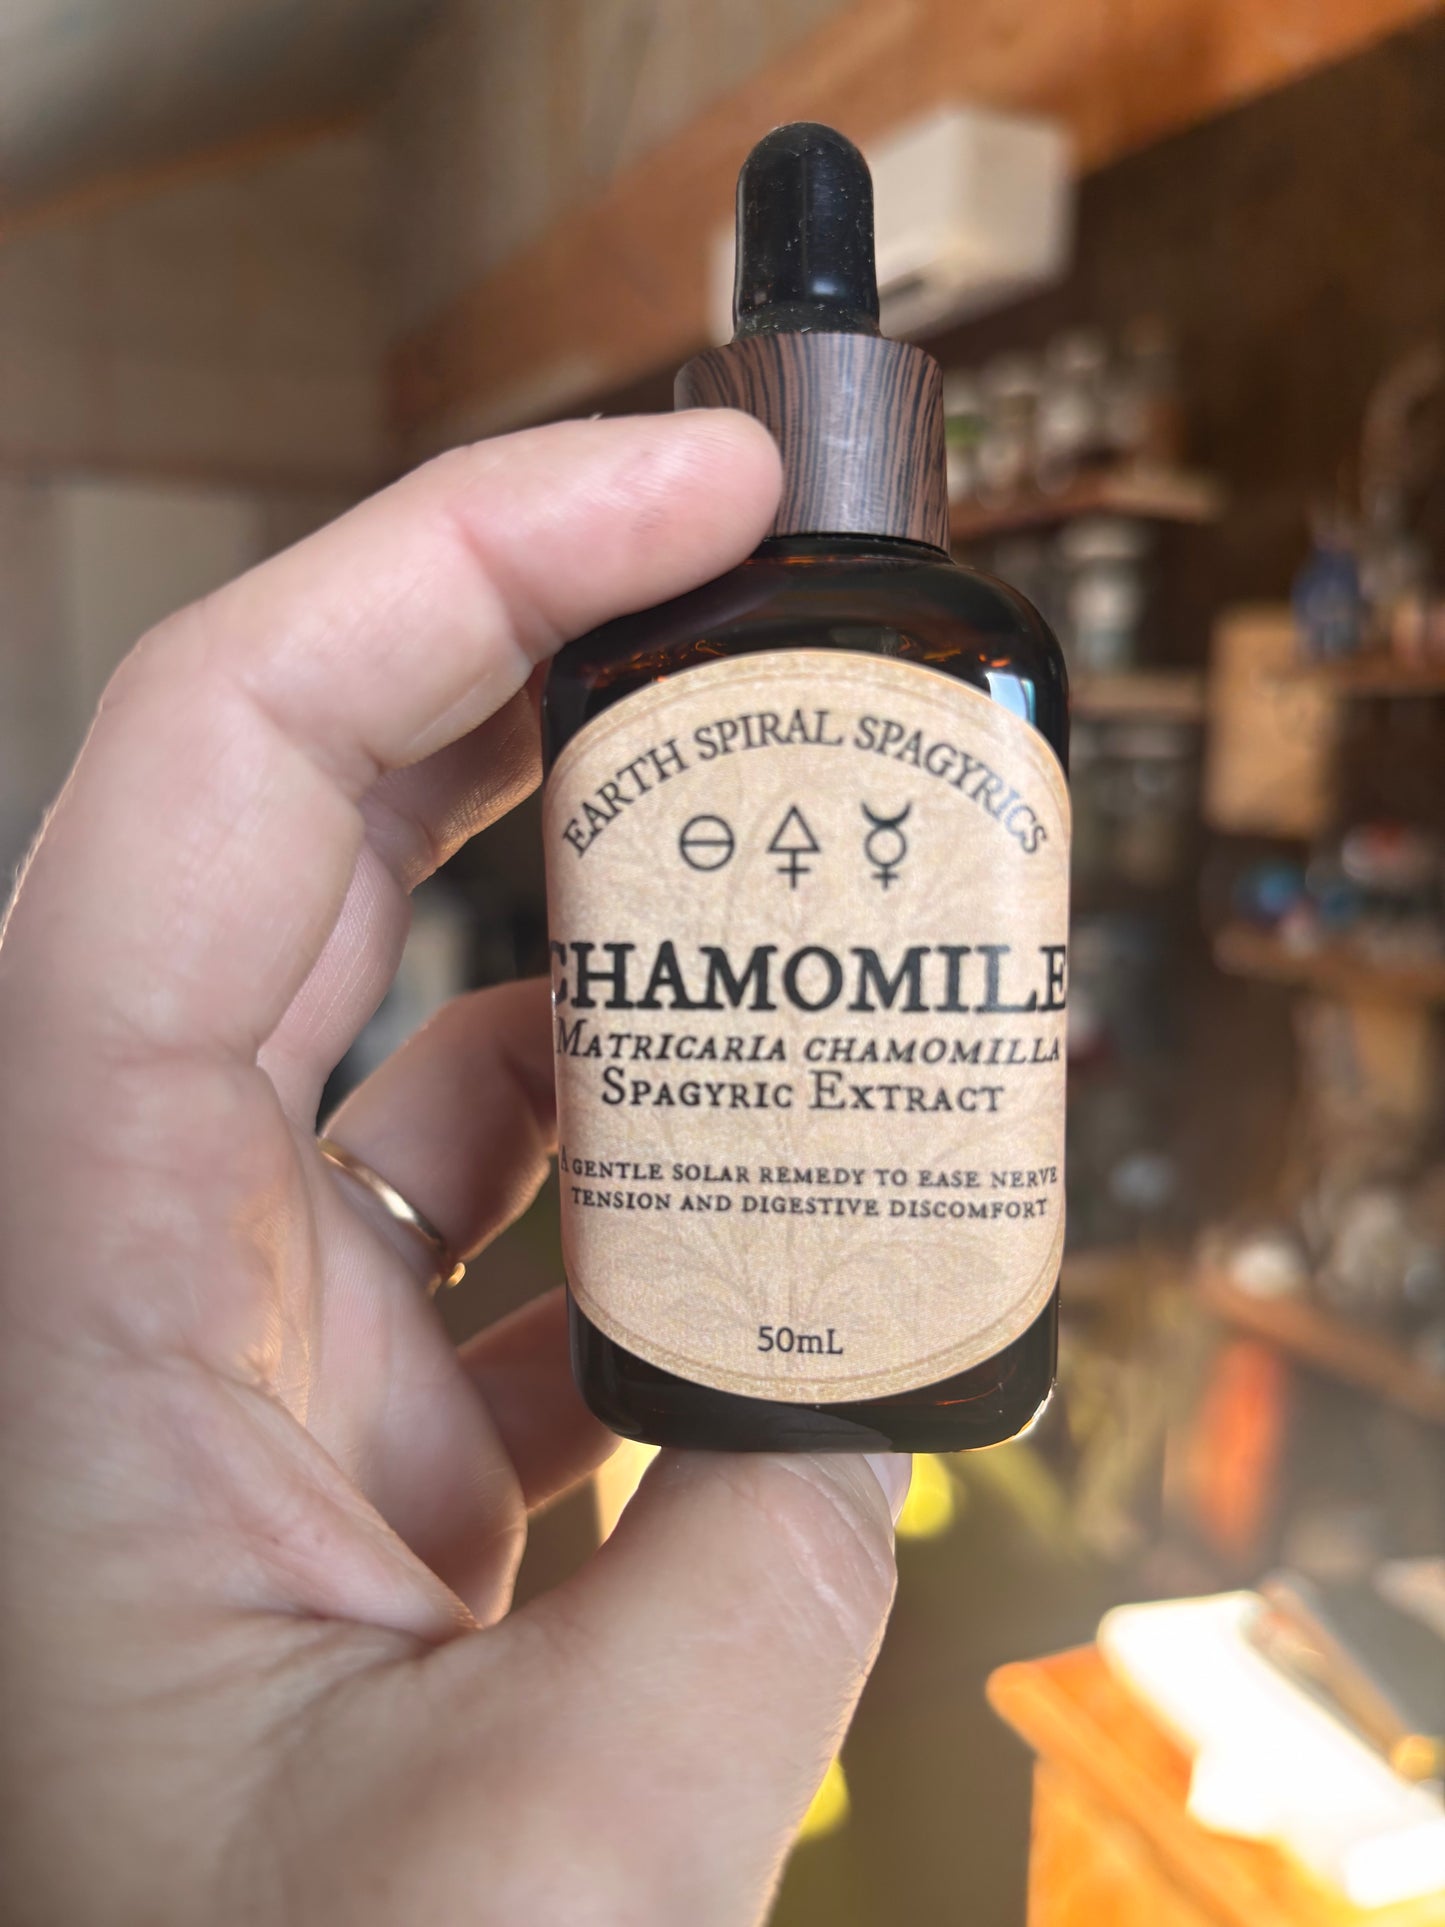 EARTH SPIRAL SPAGYRICS
CHAMOMILE
MATRICARIA CHAMOMILLA
SPAGYRIC EXTRACT
A GENTLE SOLAR REMEDY TO EASE NERVE
TENSION AND DIGESTIVE DISCOMFORT
50mL